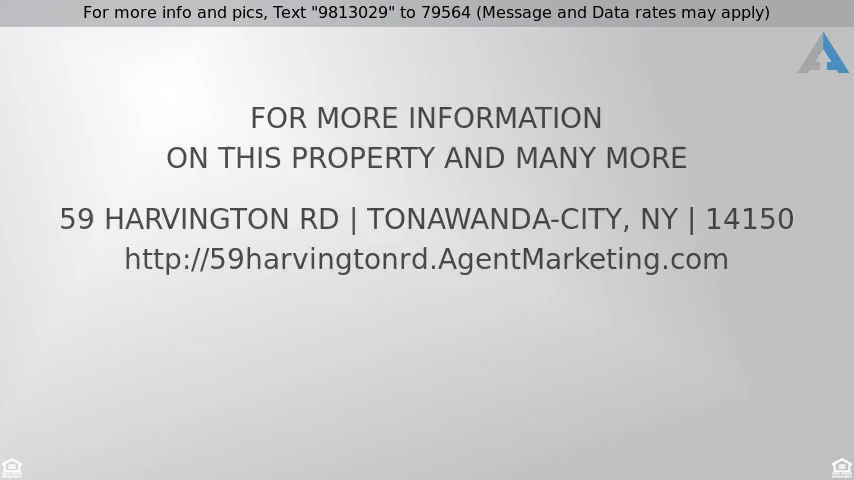 For more info and pics, Text "9813029" to 79564 (Message and Data rates may apply)
FOR MORE INFORMATION
ON THIS PROPERTY AND MANY MORE
59 HARVINGTON RD | TONAWANDA-CITY, NY | 14150
http://59harvingtonrd.AgentMarketing.com